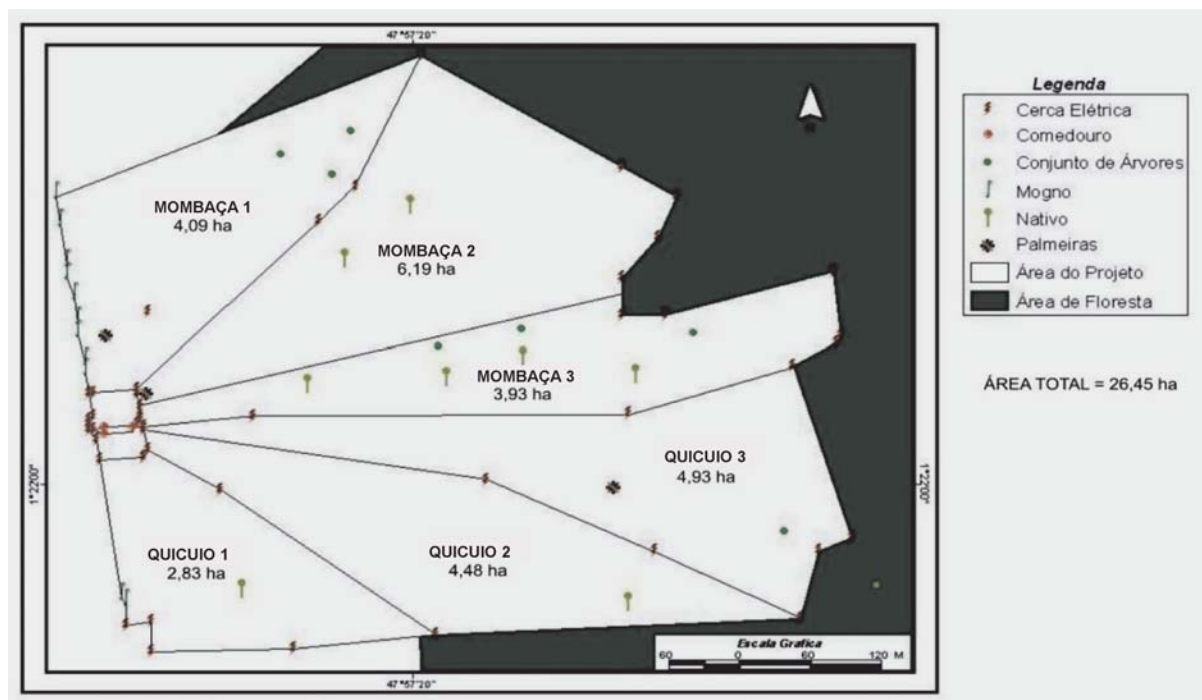 47°57'20"
Legenda
Cerca Elétrica
Comedouro
Conjunto de Árvores
Mogno
Nativo
Palmeiras
Área do Projeto
Área de Floresta
MOMBAÇA 1
4,09 ha
MOMBAÇA 2
6,19 ha
MOMBAÇA 3
3,93 ha
ÁREA TOTAL = 26,45 ha
QUICUIO 3
4,93 ha
1°22'00"
1°22'00"
QUICUIO 1
2,83 ha
QUICUIO 2
4,48 ha
Escala Grafica
60 0 60 120 M
47°57'20"